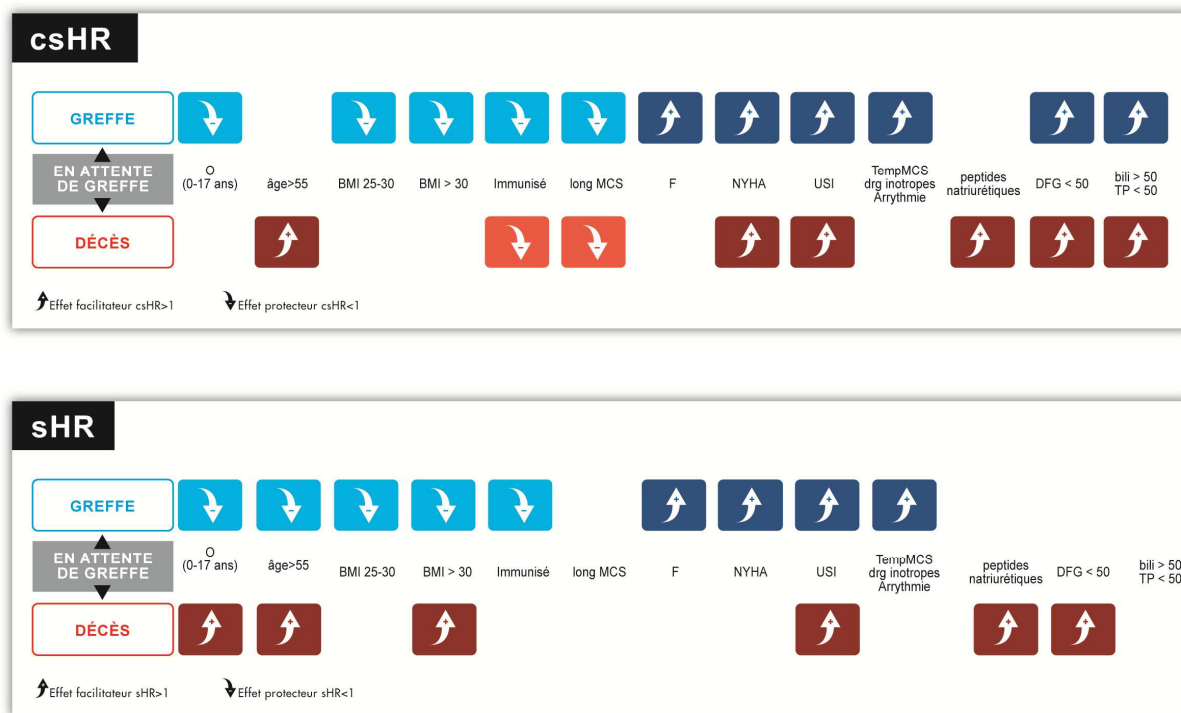 csHR
GREFFE
EN ATTENTE
DE GREFFE
DÉCÈS
O
(0-17 ans)
âge>55
BMI 25-30
BMI > 30
Immunisé
long MCS
F
NYHA
USI
TempMCS
drg inotropes
Arrythmie
peptides
natriurétiques
DFG < 50
bili > 50
TP < 50
Effet facilitateur csHR>1
Effet protecteur csHR<1
sHR
GREFFE
EN ATTENTE
DE GREFFE
DÉCÈS
O
(0-17 ans)
âge>55
BMI 25-30
BMI > 30
Immunisé
long MCS
F
NYHA
USI
TempMCS
drg inotropes
Arrythmie
peptides
natriurétiques
DFG < 50
bili > 50
TP < 50
Effet facilitateur sHR>1
Effet protecteur sHR<1